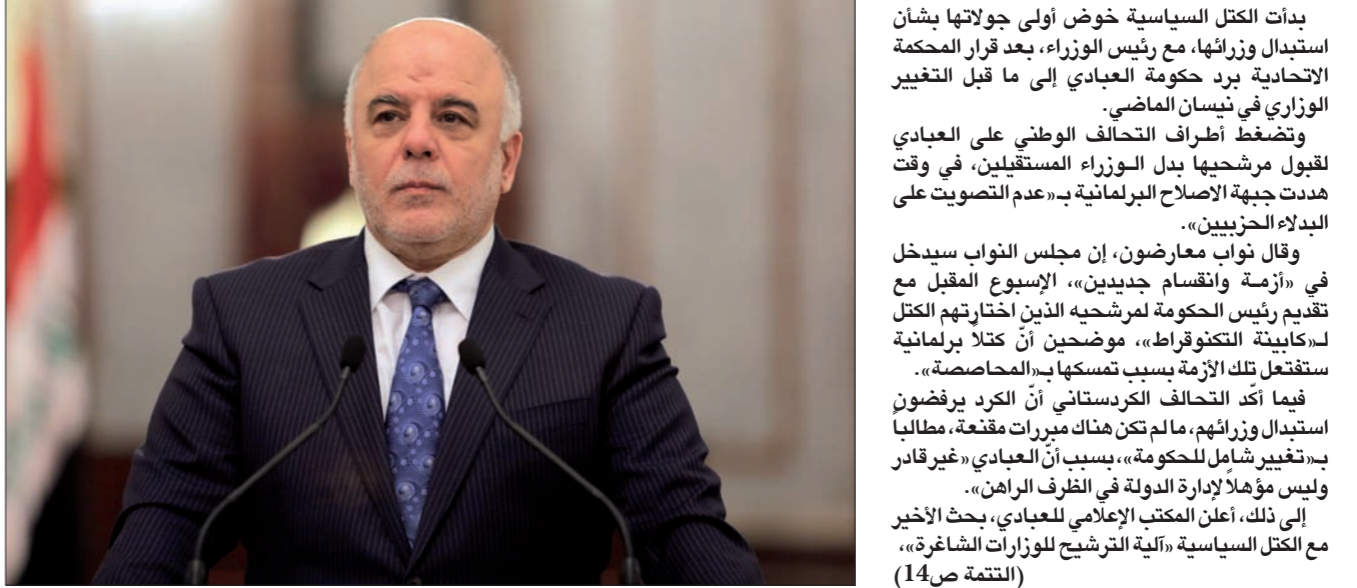 بدأت الكتل السياسية خوض أولى جولاتها بشأن
استبدال وزرائها، مع رئيس الوزراء، بعد قرار المحكمة
الاتحادية برد حكومة العبادي إلى ما قبل التغيير
الوزاري في نيسان الماضي.
وتضغط أطراف التحالف الوطني على العبادي
لقبول مرشحيها بدل الـوزراء المستقيلين، في وقت
هددت جبهة الاصلاح البرلمانية بـ«عدم التصويت على
البدلاء الحزبيين».
وقال نواب معارضون، إن مجلس النواب سيدخل
في «أزمـة وانقسام جديدين»، الإسبوع المقبل مع
تقديم رئيس الحكومة لمرشحيه الذين اختارتهم الكتل
لـ«كابينة التكنوقراط»، موضحين أنّ كتلاً برلمانية
ستفتعل تلك الأزمة بسبب تمسكها بـ«المحاصصة».
فيما أكّد التحالف الكردستاني أنّ الكرد يرفضون
استبدال وزرائهم، ما لم تكن هناك مبررات مقنعة، مطالباً
بـ«تغيير شامل للحكومة»، بسبب أنّ العبادي «غير قادر
وليس مؤهلاً لإدارة الدولة في الظرف الراهن».
إلى ذلك، أعلن المكتب الإعلامي للعبادي، بحث الأخير
مع الكتل السياسية «آلية الترشيح للوزارات الشاغرة»،
(التتمة ص14)